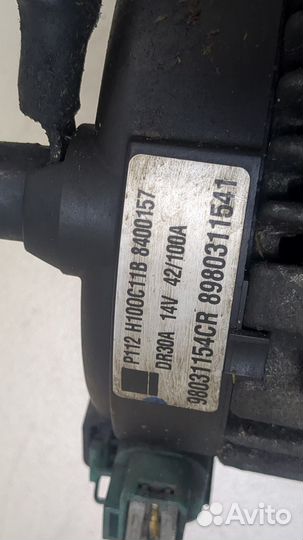 P112 H100C11B 8400157
DR30A 14V 42/100A
98031154CR 8980311541
Avito